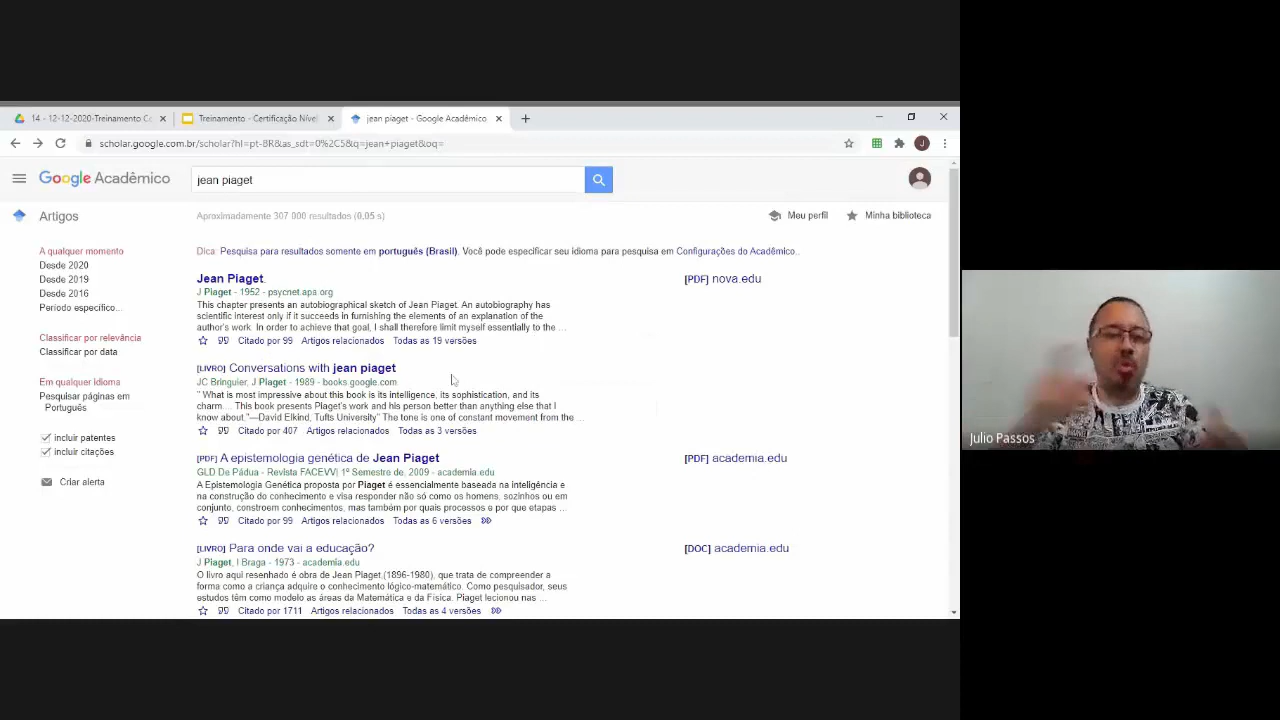 14 - 12-12-2020-Treinamento Ce
Treinamento - Certificação Nível
jean piaget - Google Acadêmico
scholar.google.com.br/scholar?hl=pt-BR&as_sdt=0%2C5&q=jean+piaget&oq=
J
Google Acadêmico
jean piaget
Artigos
Aproximadamente 307.000 resultados (0,05 s)
Meu perfil
Minha biblioteca
A qualquer momento
Desde 2020
Desde 2019
Desde 2016
Período específico...
Classificar por relevância
Classificar por data
Em qualquer idioma
Pesquisar páginas em
Português
incluir patentes
incluir citações
Criar alerta
Dica: Pesquisa para resultados somente em português (Brasil). Você pode especificar seu idioma para pesquisa em Configurações do Acadêmico..
Jean Piaget.
J Piaget - 1952 - psycnet.apa.org
This chapter presents an autobiographical sketch of Jean Piaget. An autobiography has
scientific interest only if it succeeds in furnishing the elements of an explanation of the
author's work. In order to achieve that goal, I shall therefore limit myself essentially to the ...
Citado por 99 Artigos relacionados Todas as 19 versões
[PDF] nova.edu
[LIVRO] Conversations with jean piaget
JC Bringuier, J Piaget - 1989 - books.google.com
" What is most impressive about this book is its intelligence, its sophistication, and its
charm.... This book presents Piaget's work and his person better than anything else that I
know about."—David Elkind, Tufts University" The tone is one of constant movement from the ...
Citado por 407 Artigos relacionados Todas as 3 versões
[PDF] A epistemologia genética de Jean Piaget
GLD De Pádua - Revista FACEVV| 1º Semestre de, 2009 - academia.edu
A Epistemologia Genética proposta por Piaget é essencialmente baseada na inteligência e
na construção do conhecimento e visa responder não só como os homens, sozinhos ou em
conjunto, constroem conhecimentos, mas também por quais processos e por que etapas ...
Citado por 99 Artigos relacionados Todas as 6 versões
[PDF] academia.edu
[LIVRO] Para onde vai a educação?
J Piaget, I Braga - 1973 - academia.edu
O livro aqui resenhado é obra de Jean Piaget,(1896-1980), que trata de compreender a
forma como a criança adquire o conhecimento lógico-matemático. Como pesquisador, seus
estudos têm como modelo as áreas da Matemática e da Física. Piaget lecionou nas ...
Citado por 1711 Artigos relacionados Todas as 4 versões
[DOC] academia.edu
Julio Passos